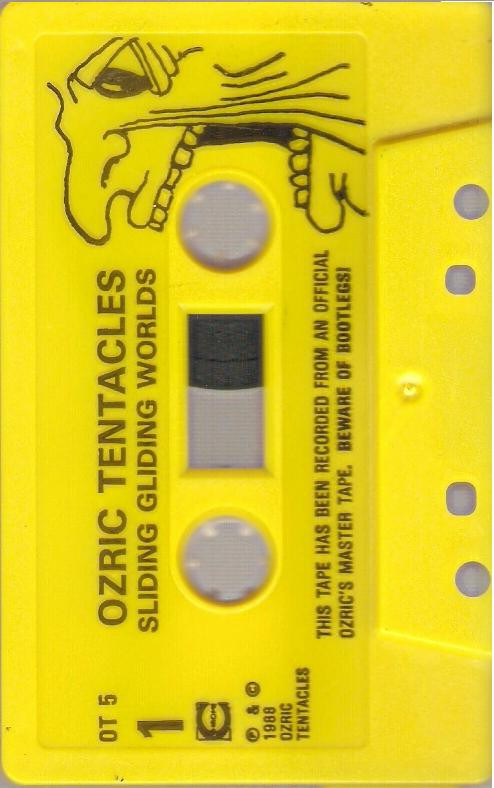 OZRIC TENTACLES
SLIDING GLIDING WORLDS
OT 5
1
℗ & ©
1988
OZRIC
TENTACLES
THIS TAPE HAS BEEN RECORDED FROM AN OFFICIAL
OZRIC'S MASTER TAPE. BEWARE OF BOOTLEGS!